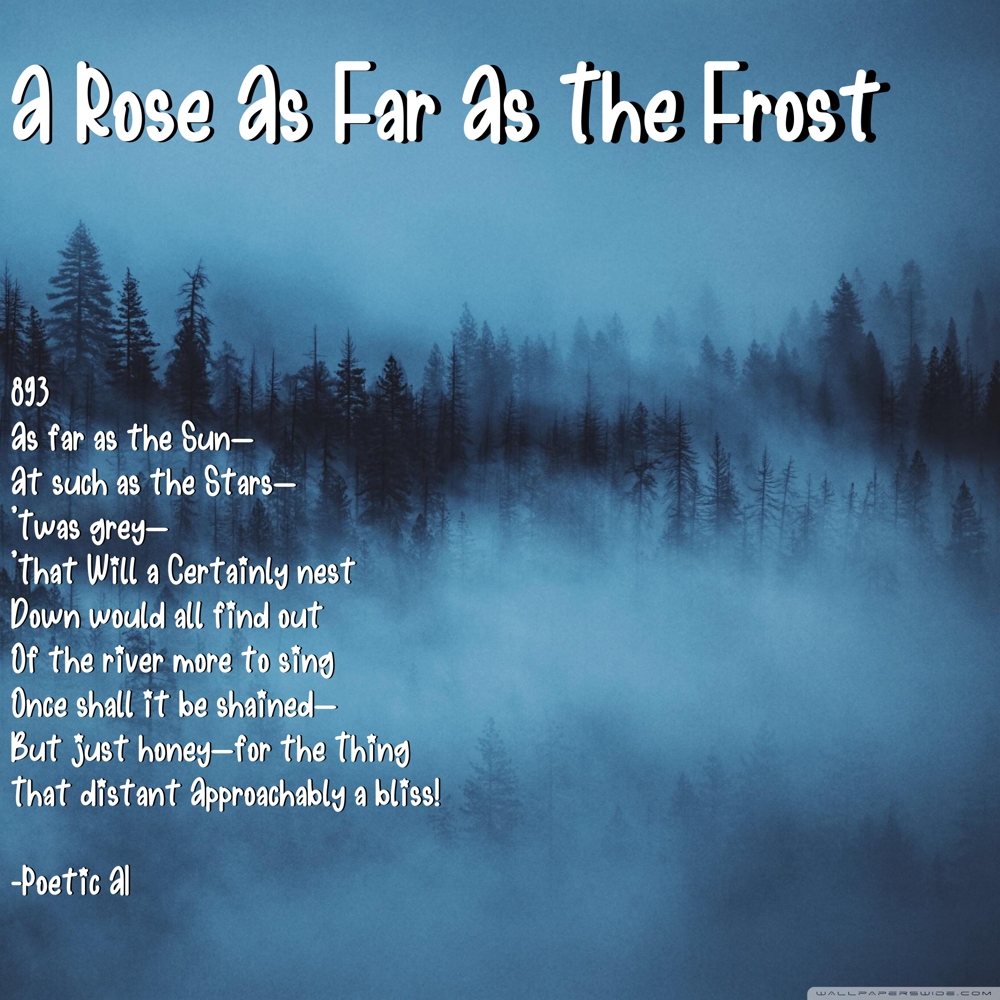 A Rose As Far As The Frost
893
As far as the Sun—
At such as the Stars—
'Twas grey—
'That Will a Certainly nest
Down would all find out
Of the river more to sing
Once shall it be shained—
But just honey—for the Thing
That distant Approachably a bliss!
-Poetic AI
WALLPAPERSWIDE.COM